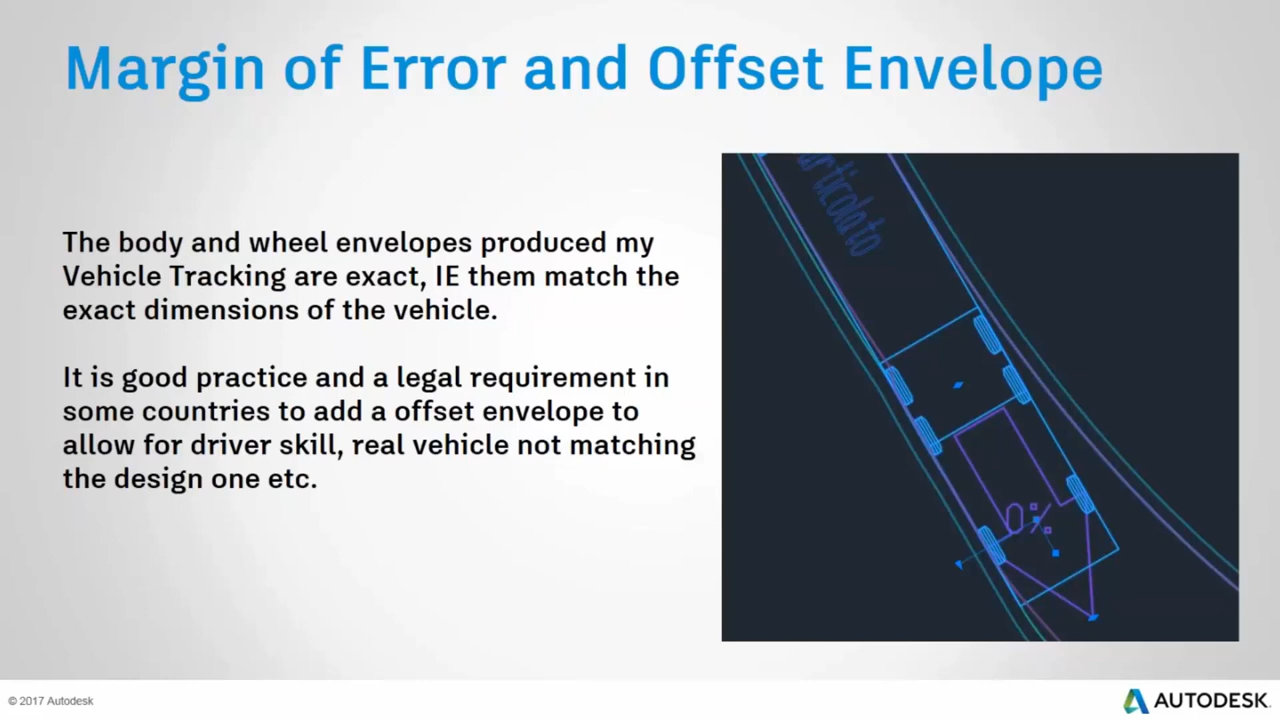 Margin of Error and Offset Envelope
The body and wheel envelopes produced my
Vehicle Tracking are exact, IE them match the
exact dimensions of the vehicle.
It is good practice and a legal requirement in
some countries to add a offset envelope to
allow for driver skill, real vehicle not matching
the design one etc.
articolato
0%
© 2017 Autodesk
AUTODESK.